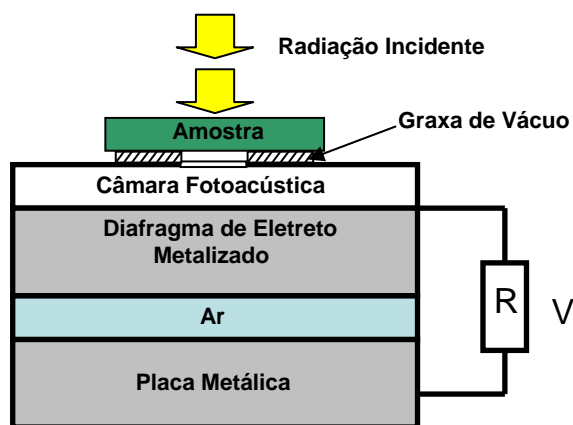 Radiação Incidente
Amostra
Graxa de Vácuo
Câmara Fotoacústica
Diafragma de Eletreto
Metalizado
R
V
Ar
Placa Metálica